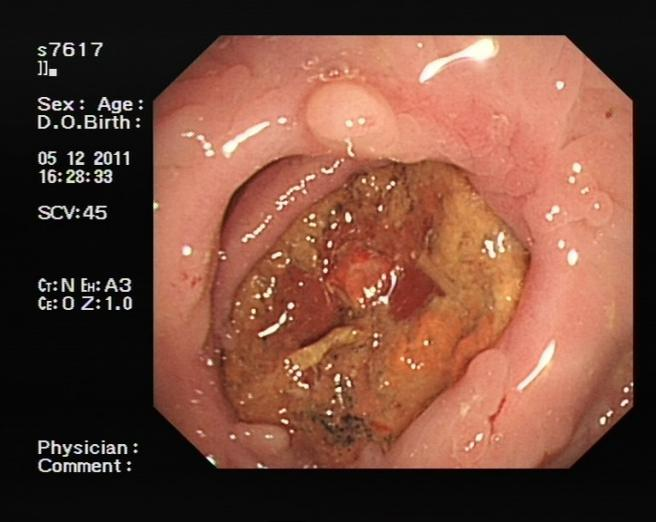 s7617
Sex: Age:
D.O.Birth:
05 12 2011
16:28:33
SCV:45
Ct:N Eh:A3
Ce:0 Z:1.0
Physician:
Comment: